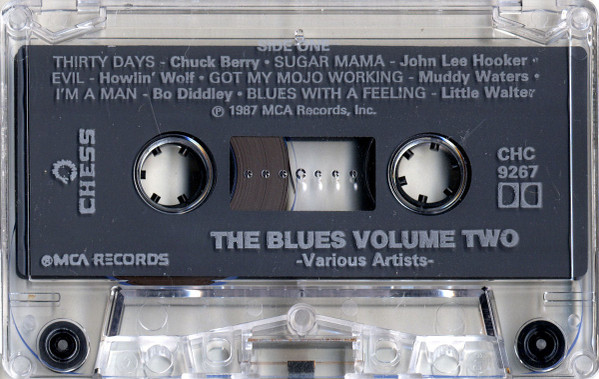 SIDE ONE
THIRTY DAYS - Chuck Berry • SUGAR MAMA - John Lee Hooker •
EVIL - Howlin' Wolf • GOT MY MOJO WORKING - Muddy Waters •
I'M A MAN - Bo Diddley • BLUES WITH A FEELING - Little Walter
℗ 1987 MCA Records, Inc.
CHESS
CHC
9267
THE BLUES VOLUME TWO
-Various Artists-
MCA RECORDS